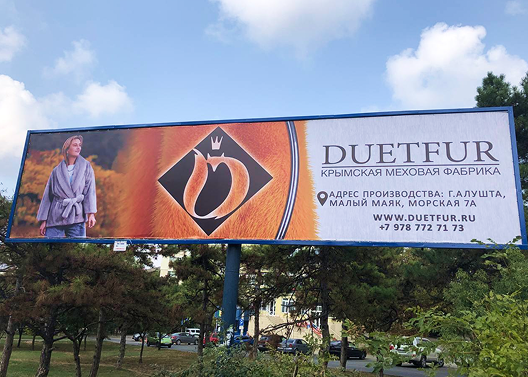 DUETFUR
КРЫМСКАЯ МЕХОВАЯ ФАБРИКА
АДРЕС ПРОИЗВОДСТВА: Г.АЛУШТА,
МАЛЫЙ МАЯК, МОРСКАЯ 7А
WWW.DUETFUR.RU
+7 978 772 71 73